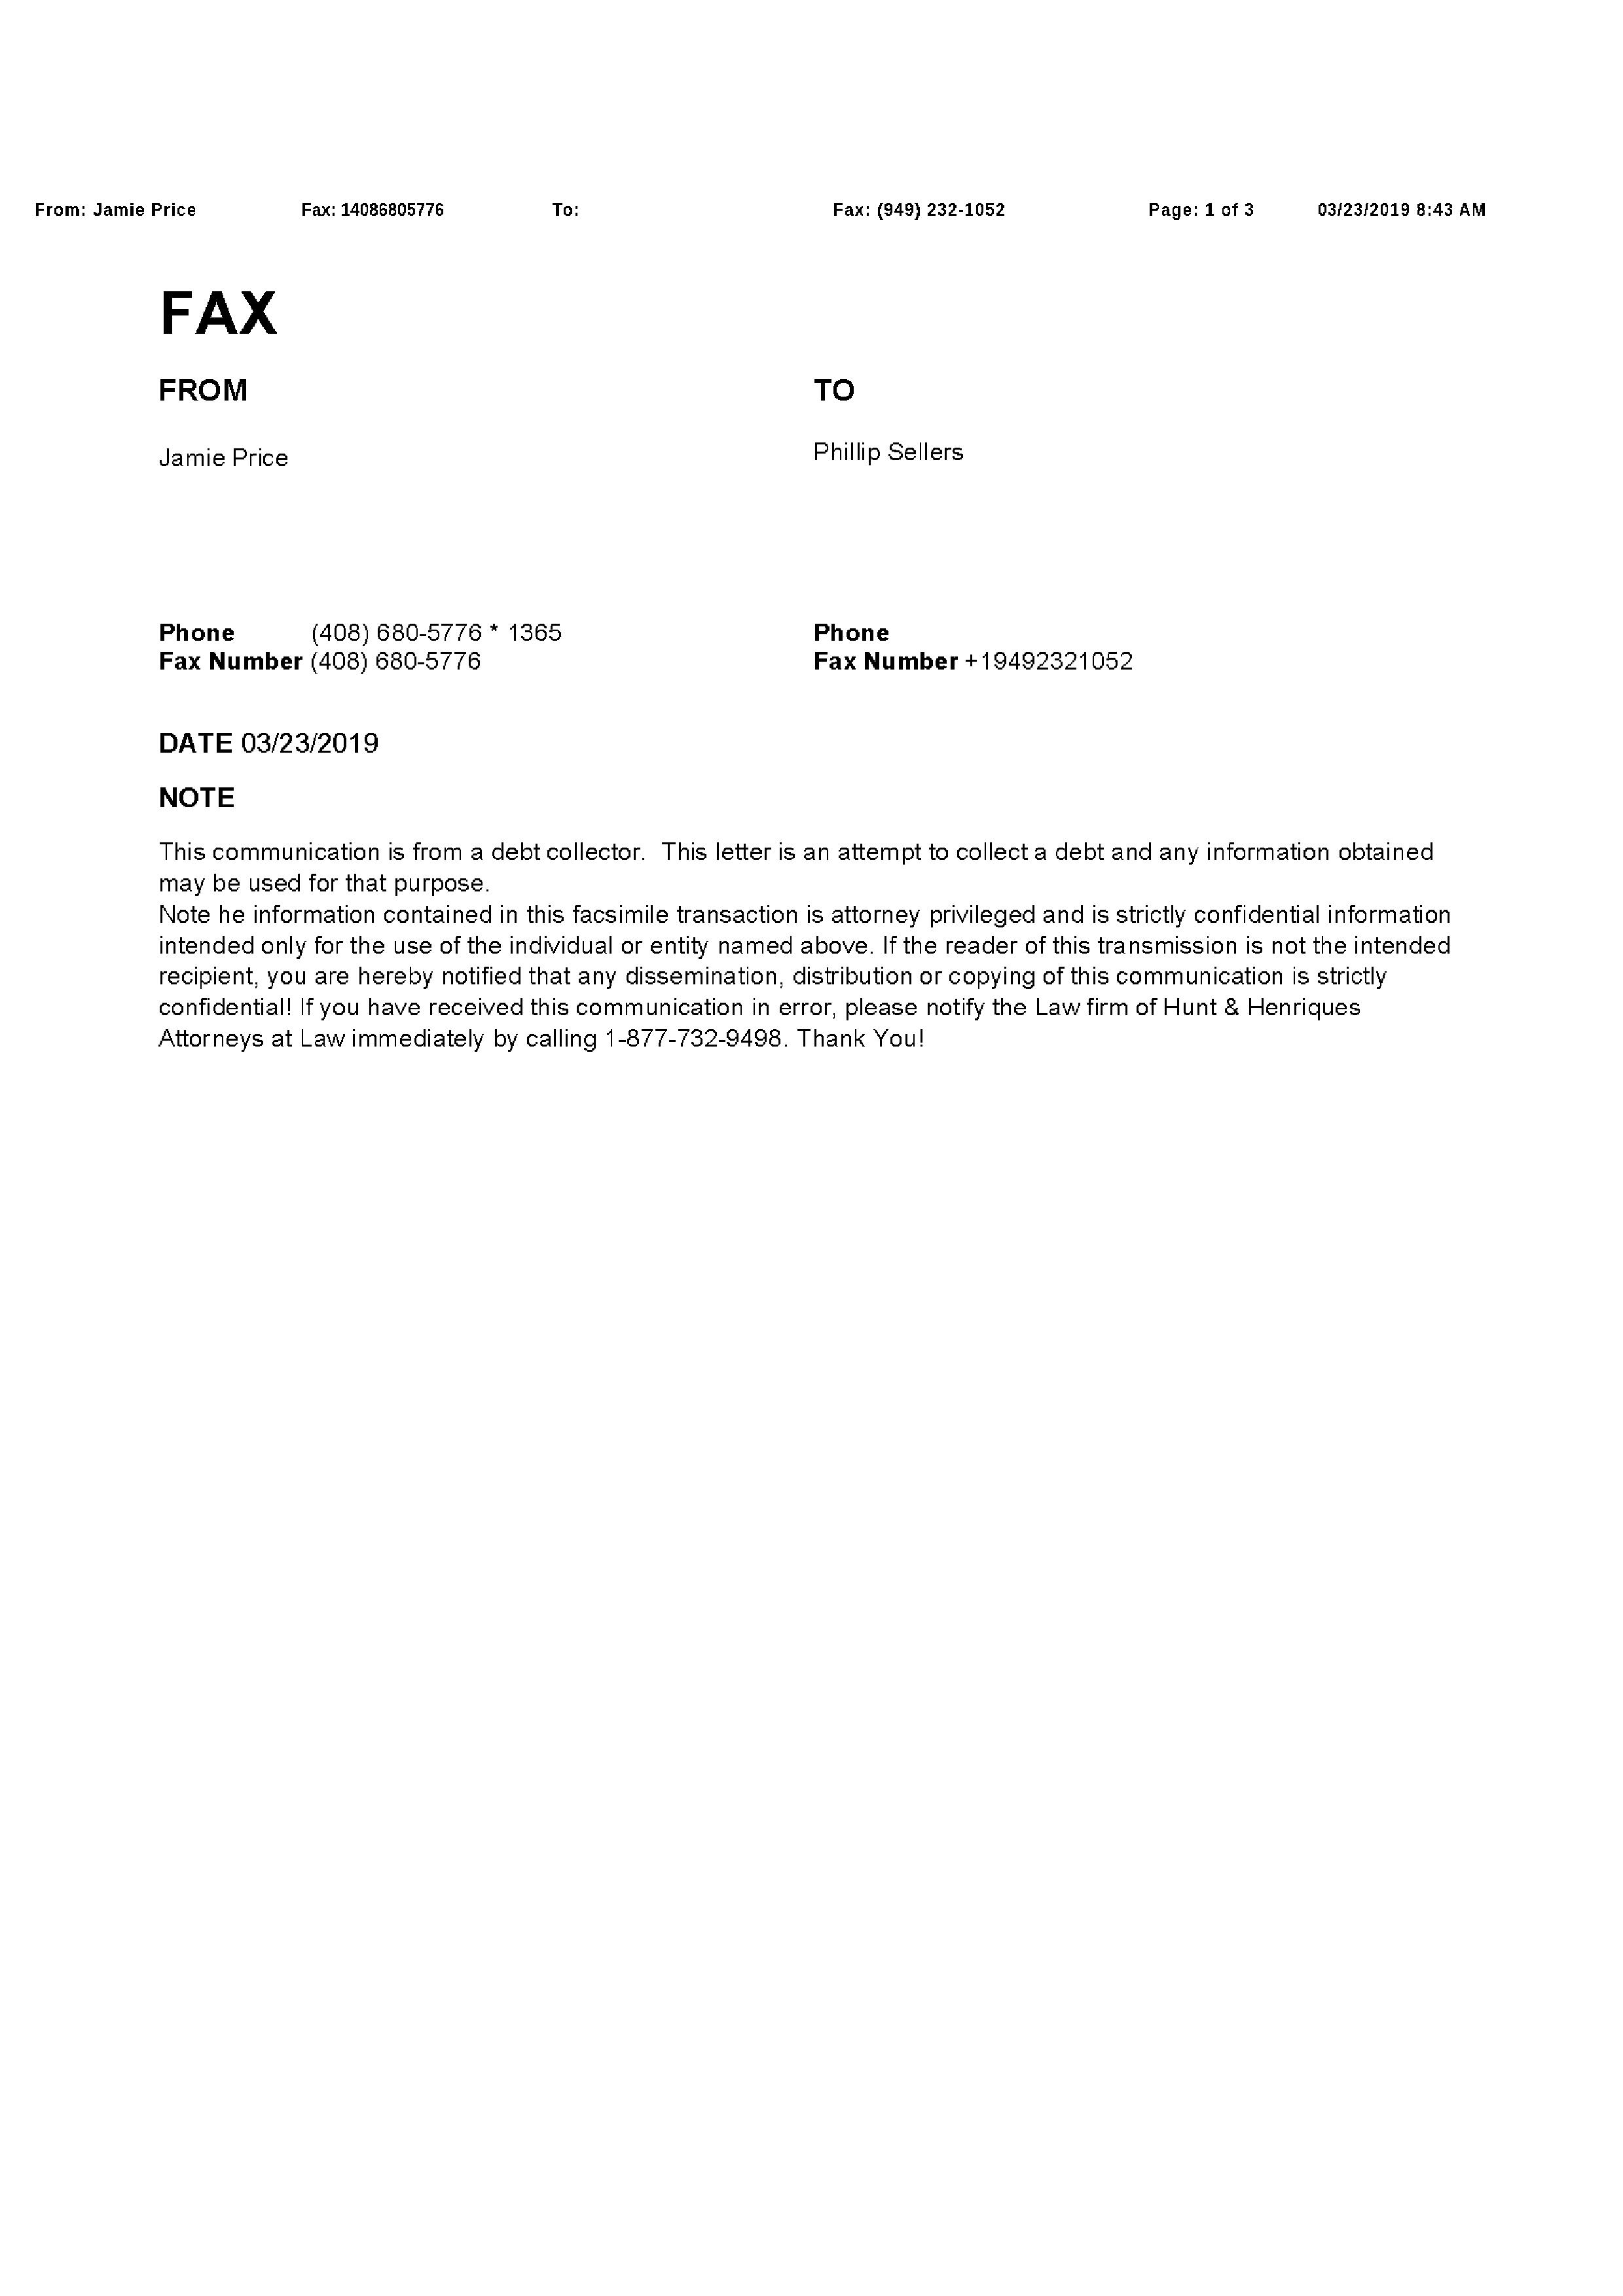 From: Jamie Price Fax: 14086805776 To: Fax: (949) 232-1052 Page: 1 of 3 03/23/2019 8:43 AM
FAX
FROM TO
Jamie Price Phillip Sellers
Phone (408) 680-5776 * 1365 Phone
Fax Number (408) 680-5776 Fax Number +19492321052
DATE 03/23/2019
NOTE
This communication is from a debt collector.  This letter is an attempt to collect a debt and any information obtained
may be used for that purpose.
Note he information contained in this facsimile transaction is attorney privileged and is strictly confidential information
intended only for the use of the individual or entity named above. If the reader of this transmission is not the intended
recipient, you are hereby notified that any dissemination, distribution or copying of this communication is strictly
confidential! If you have received this communication in error, please notify the Law firm of Hunt & Henriques
Attorneys at Law immediately by calling 1-877-732-9498. Thank You!